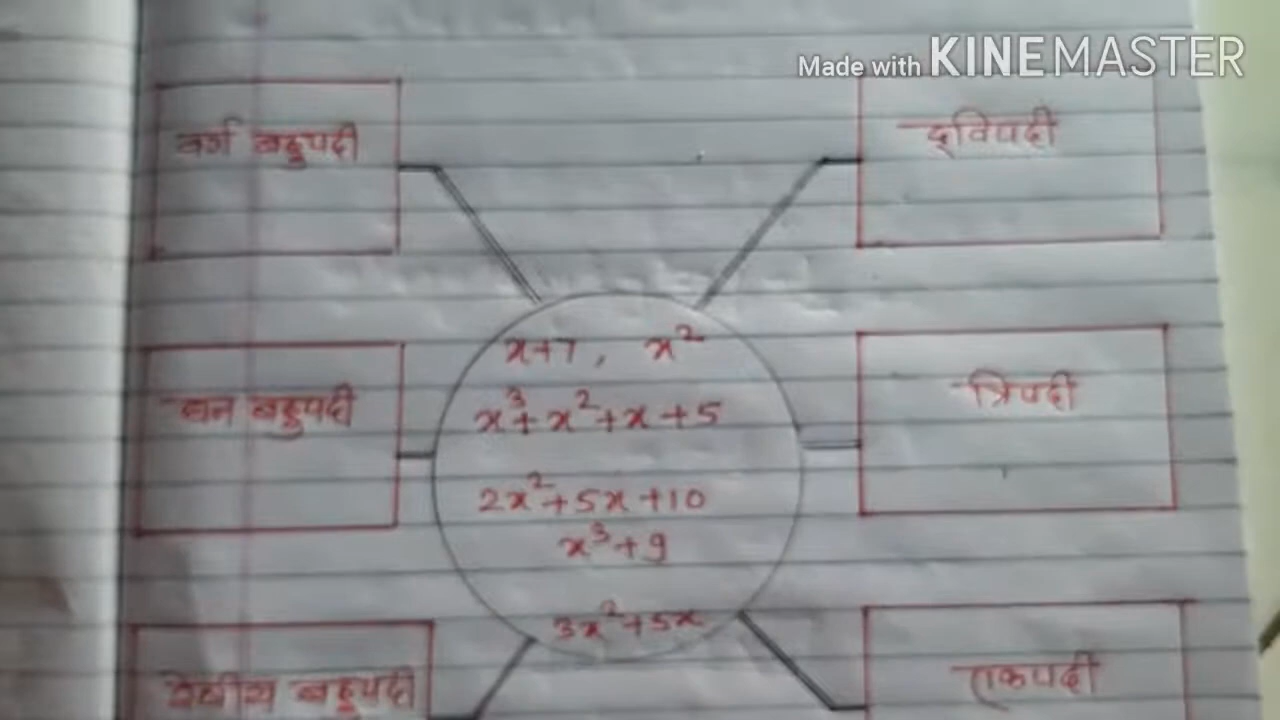 Made with KINEMASTER
वर्ग बहुपदी
द्विपदी
x+7, x²
x³+x²+x+5
घन बहुपदी
त्रिपदी
2x²+5x+10
x³+9
3x²+5x
रेषीय बहुपदी
एकपदी